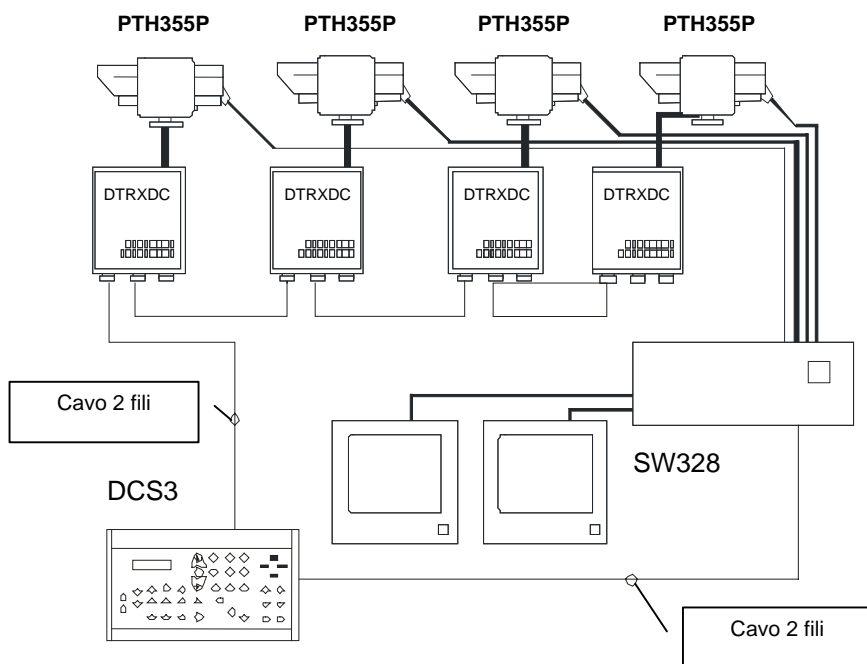 PTH355P PTH355P PTH355P PTH355P
DTRXDC DTRXDC DTRXDC DTRXDC
Cavo 2 fili
SW328
DCS3
Cavo 2 fili